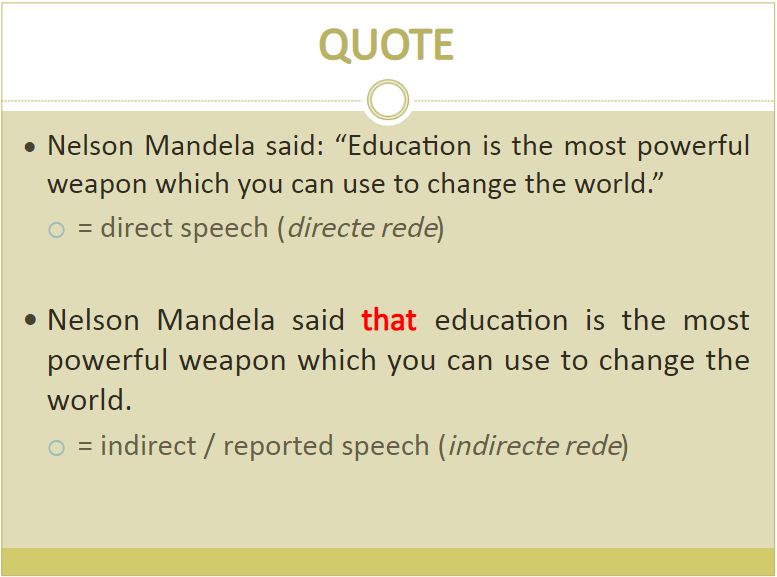 QUOTE
• Nelson Mandela said: “Education is the most powerful
weapon which you can use to change the world.”
○ = direct speech (directe rede)
• Nelson Mandela said that education is the most
powerful weapon which you can use to change the
world.
○ = indirect / reported speech (indirecte rede)